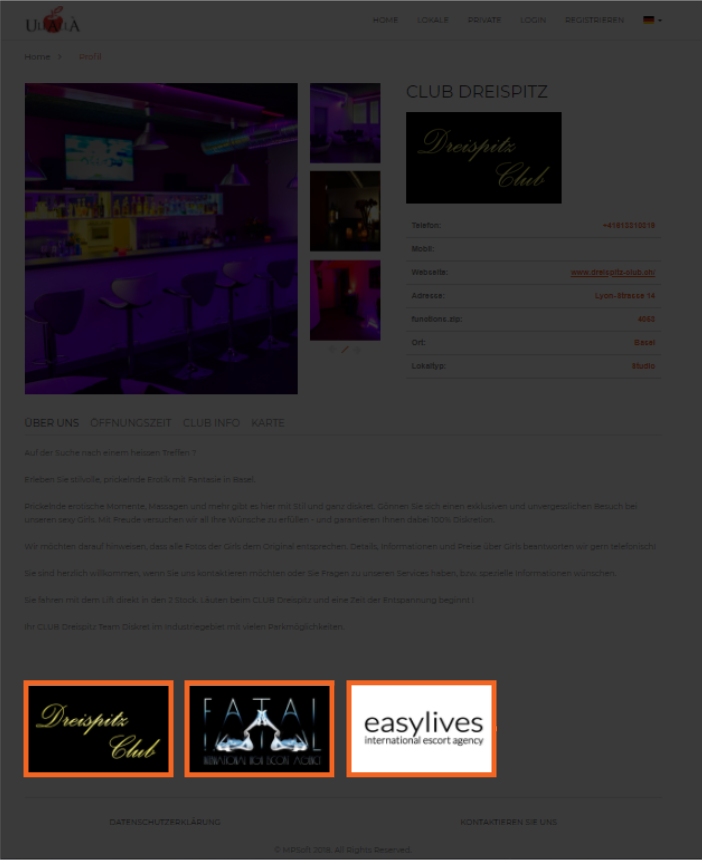 HOME LOKALE PRIVATE LOGIN REGISTRIEREN
Home > Profil
CLUB DREISPITZ
Dreispitz
Club
Telefon:
Mobil:
Webseite: www.dreispitz-club.ch/
Adresse: Lyon-Strasse 14
functions.zip: 4053
Ort: Basel
Lokaltyp: Studio
ÜBER UNS ÖFFNUNGSZEIT CLUB INFO KARTE
Auf der Suche nach einem heissen Treffen ?
Erleben Sie stilvolle, prickelnde Erotik mit Fantasie in Basel.
Prickelnde erotische Momente, Massagen und mehr gibt es hier mit Stil und ganz diskret. Gönnen Sie sich einen exklusiven und unvergesslichen Besuch bei
unseren sexy Girls. Mit Freude versuchen wir all Ihre Wünsche zu erfüllen - und garantieren Ihnen dabei 100% Diskretion.
Wir möchten darauf hinweisen, dass alle Fotos der Girls dem Original entsprechen. Details, Informationen und Preise über Girls beantworten wir gern telefonisch!
Sie sind herzlich willkommen, wenn Sie uns kontaktieren möchten oder Sie Fragen zu unseren Services haben, bzw. spezielle Informationen wünschen.
Sie fahren mit dem Lift direkt in den 2 Stock. Läuten beim CLUB Dreispitz und eine Zeit der Entspannung beginnt !
Ihr CLUB Dreispitz Team Diskret im Industriegebiet mit vielen Parkmöglichkeiten.
Dreispitz
Club
FATAL
INTERNATIONAL HIGH ESCORT AGENCY
easylives
international escort agency
DATENSCHUTZERKLÄRUNG KONTAKTIEREN SIE UNS
2018. All Rights Reserved.